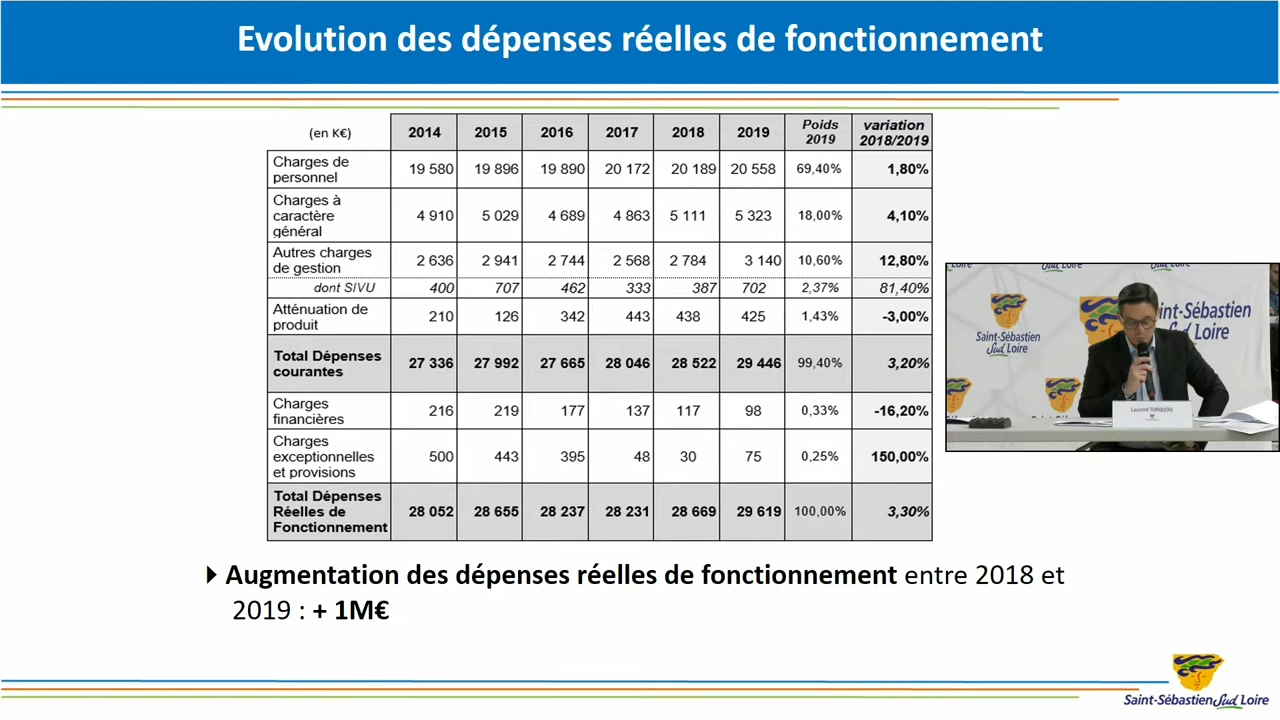 Evolution des dépenses réelles de fonctionnement
(en K€) 2014 2015 2016 2017 2018 2019 Poids 2019 variation 2018/2019
Charges de personnel 19 580 19 896 19 890 20 172 20 189 20 558 69,40% 1,80%
Charges à caractère général 4 910 5 029 4 689 4 863 5 111 5 323 18,00% 4,10%
Autres charges de gestion 2 636 2 941 2 744 2 568 2 784 3 140 10,60% 12,80%
dont SIVU 400 707 462 333 387 702 2,37% 81,40%
Atténuation de produit 210 126 342 443 438 425 1,43% -3,00%
Total Dépenses courantes 27 336 27 992 27 665 28 046 28 522 29 446 99,40% 3,20%
Charges financières 216 219 177 137 117 98 0,33% -16,20%
Charges exceptionnelles et provisions 500 443 395 48 30 75 0,25% 150,00%
Total Dépenses Réelles de Fonctionnement 28 052 28 655 28 237 28 231 28 669 29 619 100,00% 3,30%
Augmentation des dépenses réelles de fonctionnement entre 2018 et
2019 : + 1M€
Saint-Sébastien
Sud Loire
int-Sébastien
d Loire
Laurent TURQUOIS
Saint-Sébastien Sud Loire